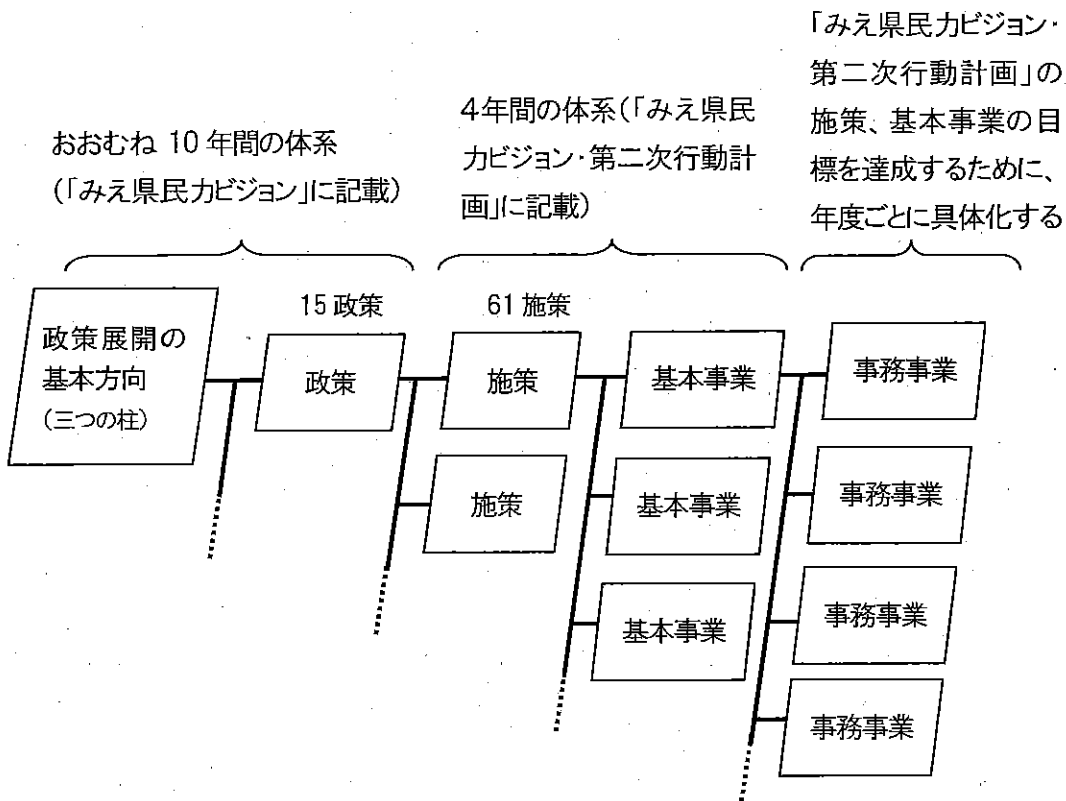 おおむね 10 年間の体系
(「みえ県民力ビジョン」に記載)
4年間の体系(「みえ県民
力ビジョン・第二次行動計
画」に記載)
「みえ県民力ビジョン・
第二次行動計画」の
施策、基本事業の目
標を達成するために、
年度ごとに具体化する
15 政策
61 施策
政策展開の
基本方向
(三つの柱)
政策
施策
基本事業
事務事業
施策
基本事業
事務事業
基本事業
事務事業
事務事業